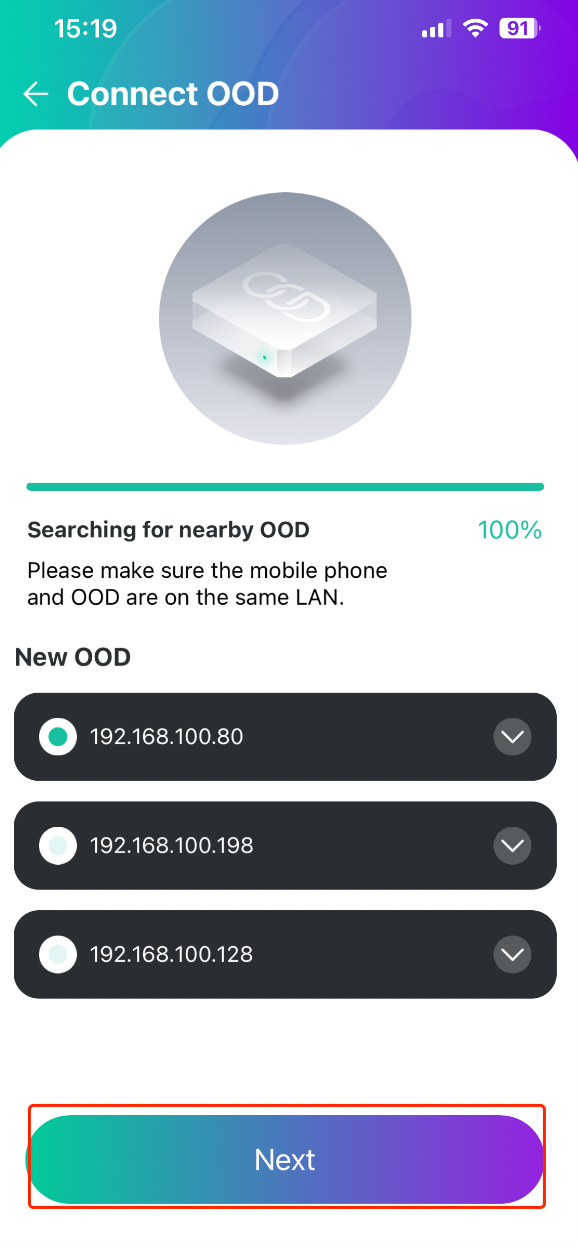 15:19
91
Connect OOD
OOD
Searching for nearby OOD
100%
Please make sure the mobile phone
and OOD are on the same LAN.
New OOD
192.168.100.80
192.168.100.198
192.168.100.128
Next